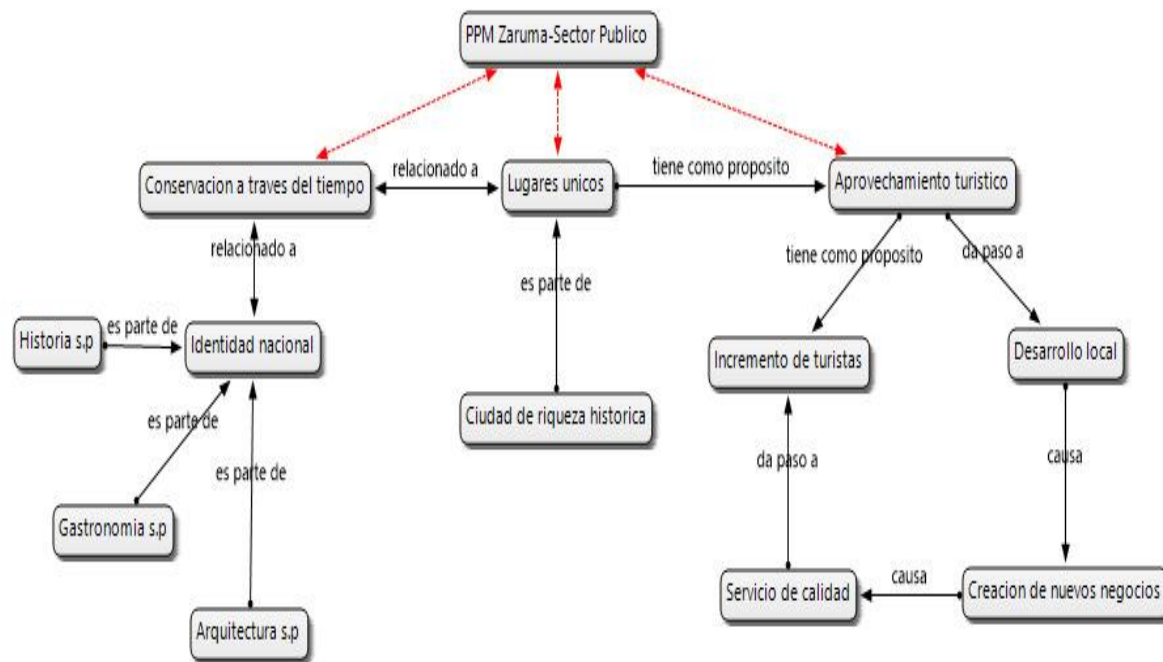 PPM Zaruma-Sector Publico
Conservacion a traves del tiempo
relacionado a
Lugares unicos
tiene como proposito
Aprovechamiento turistico
relacionado a
es parte de
tiene como proposito
da paso a
Historia s.p
es parte de
Identidad nacional
Incremento de turistas
Desarrollo local
es parte de
Ciudad de riqueza historica
es parte de
da paso a
causa
Gastronomia s.p
Servicio de calidad
causa
Creacion de nuevos negocios
Arquitectura s.p